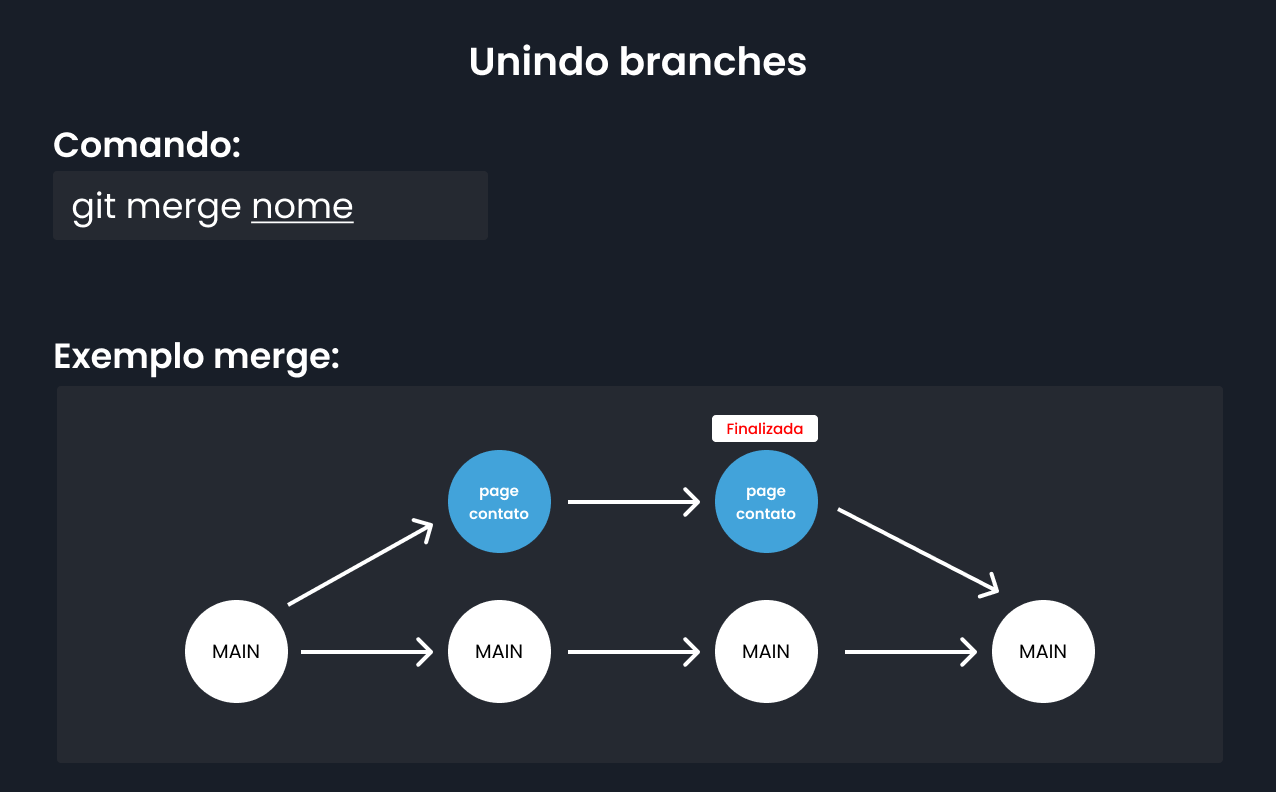 Unindo branches
Comando:
git merge nome
Exemplo merge:
Finalizada
page
contato
page
contato
MAIN
MAIN
MAIN
MAIN